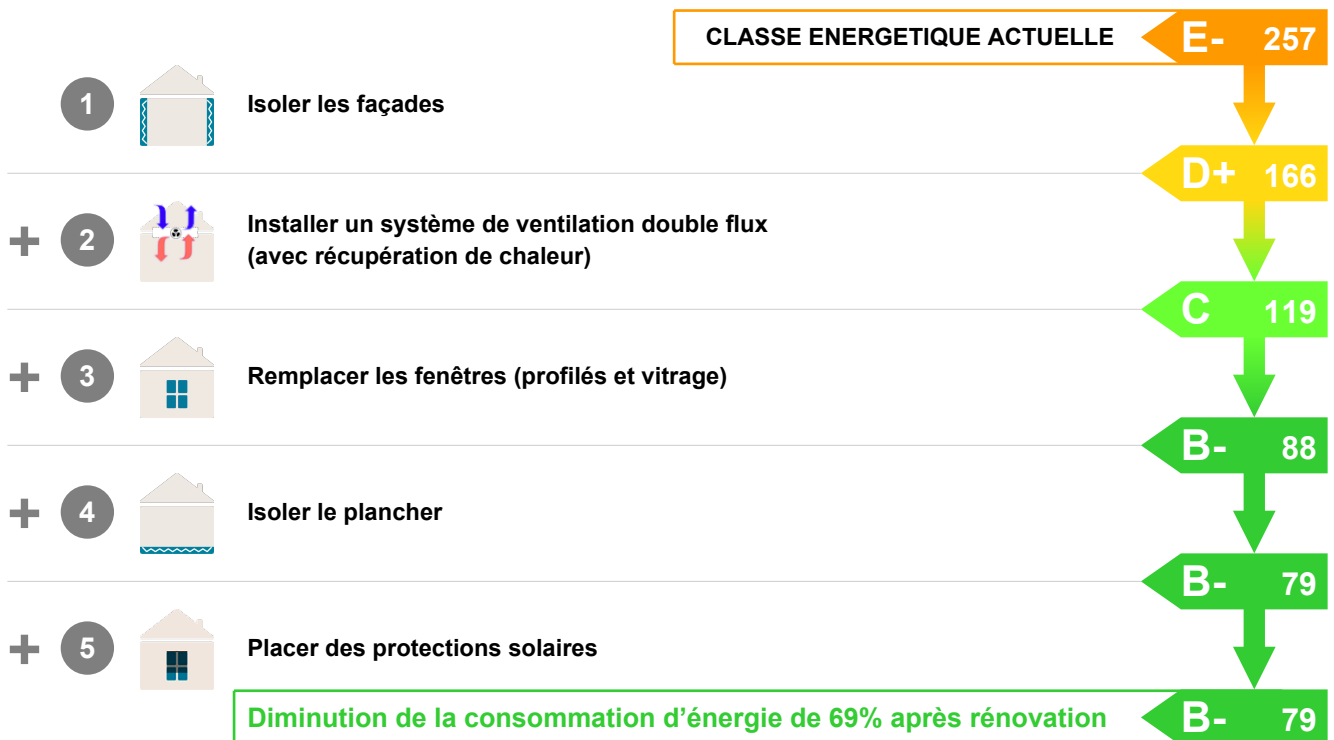 CLASSE ENERGETIQUE ACTUELLE E- 257
1 Isoler les façades
D+ 166
+ 2 Installer un système de ventilation double flux
(avec récupération de chaleur)
C 119
+ 3 Remplacer les fenêtres (profilés et vitrage)
B- 88
+ 4 Isoler le plancher
B- 79
+ 5 Placer des protections solaires
Diminution de la consommation d’énergie de 69% après rénovation B- 79